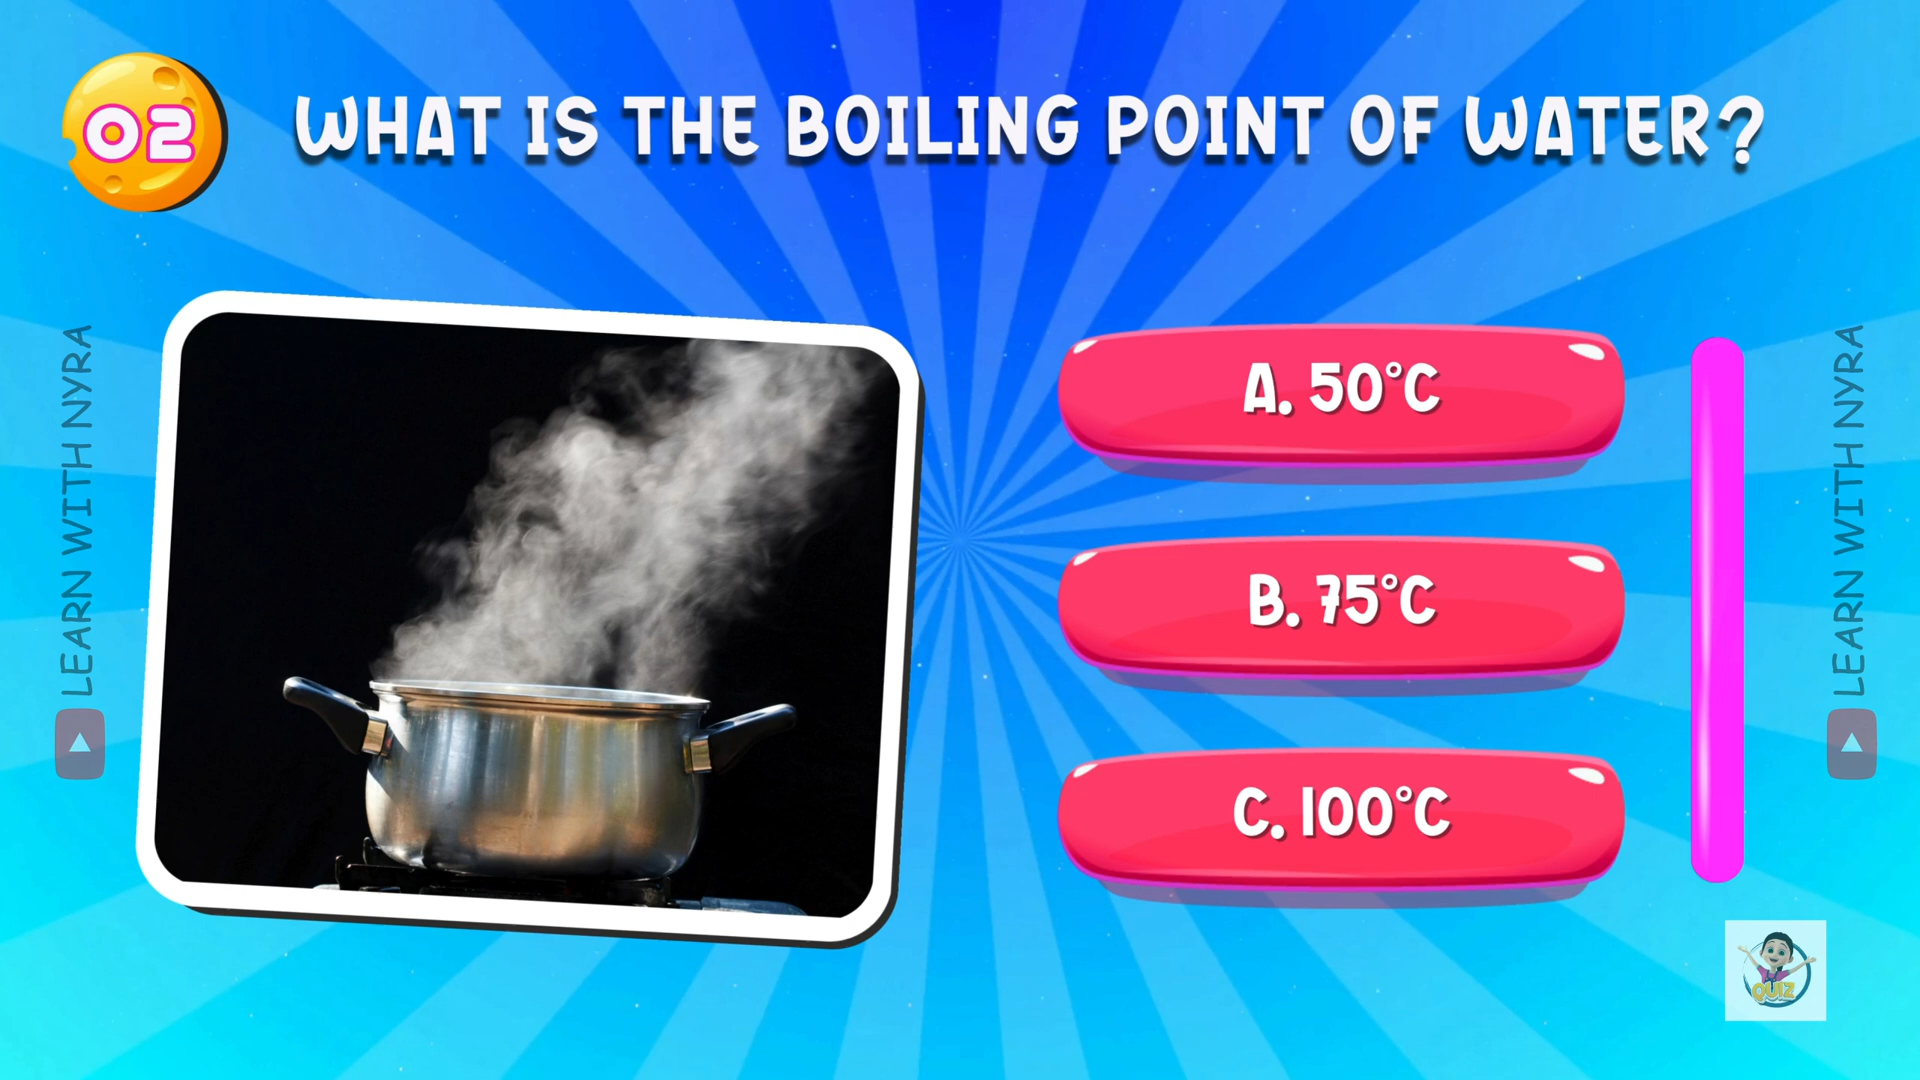 02
WHAT IS THE BOILING POINT OF WATER?
A. 50°C
B. 75°C
C. 100°C
LEARN WITH NYRA
LEARN WITH NYRA
QUIZ